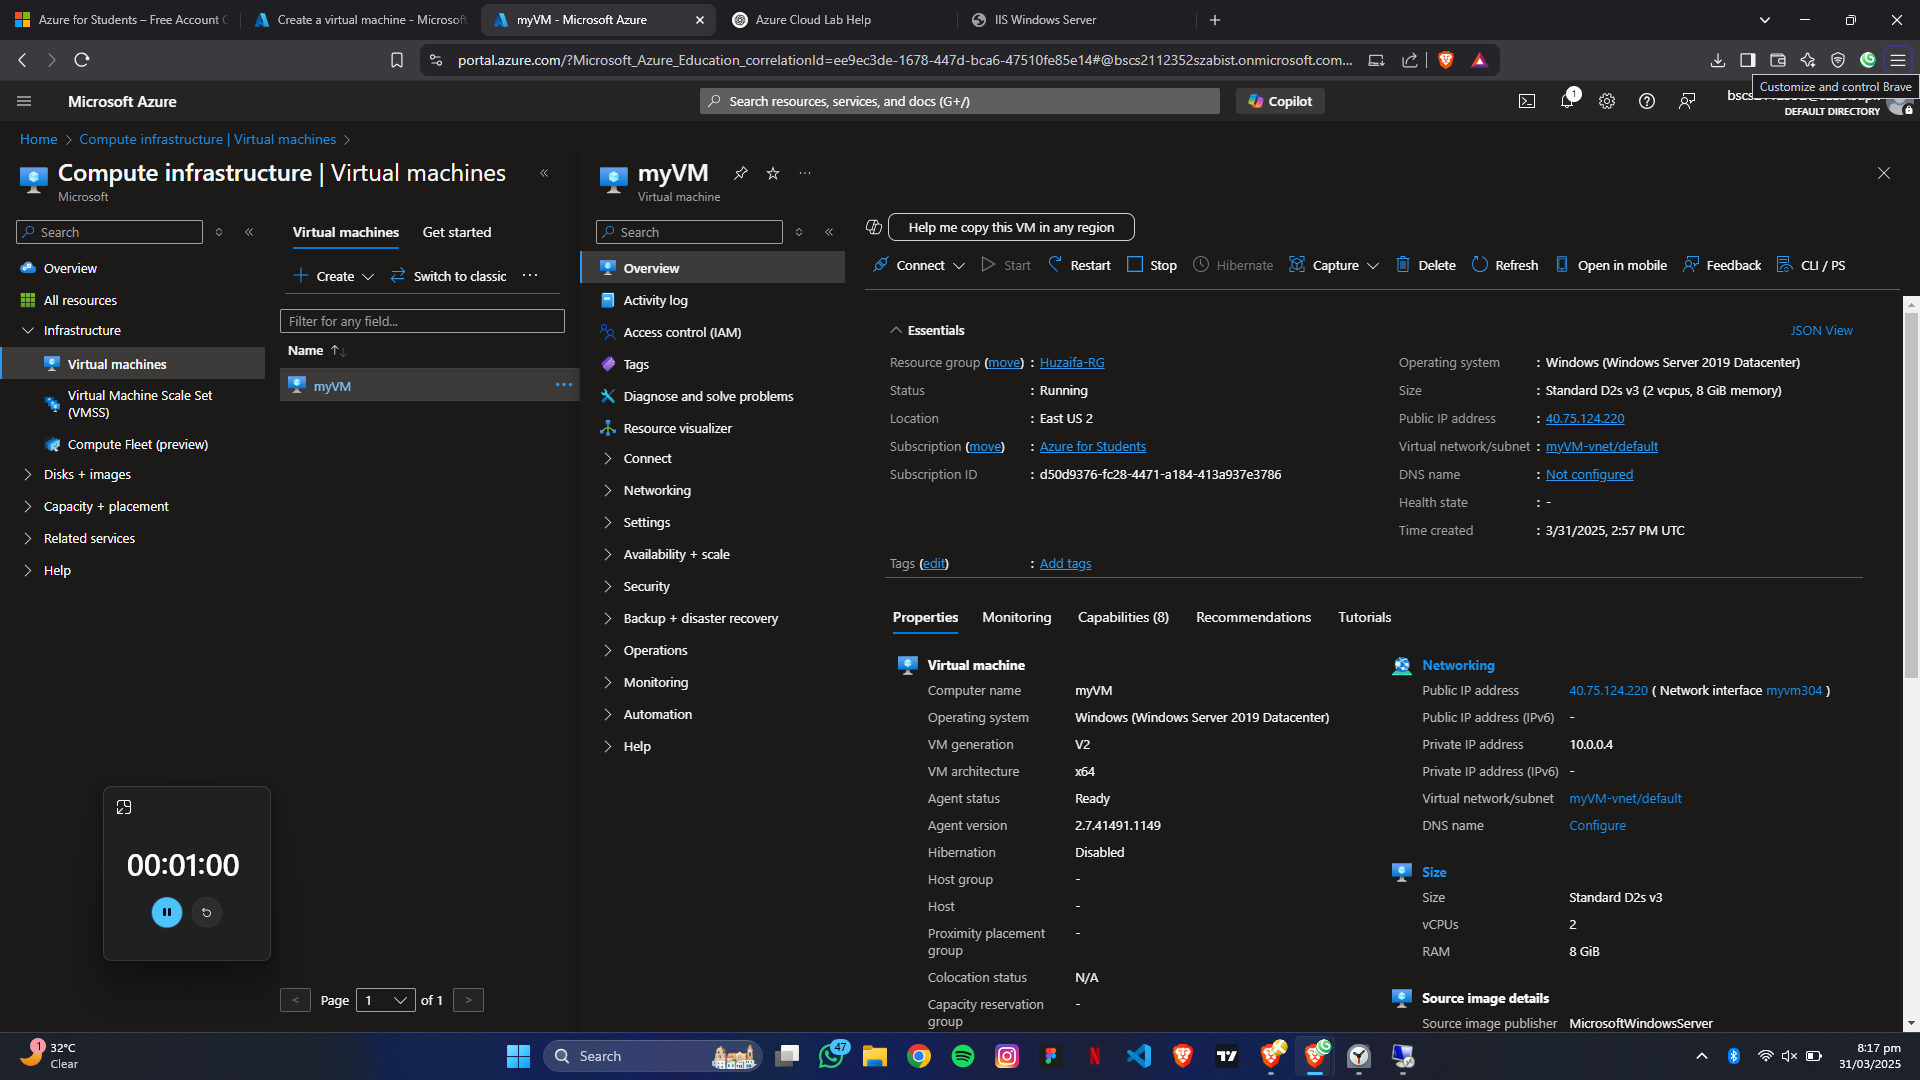 Azure for Students – Free Account C
Create a virtual machine - Microsoft
myVM - Microsoft Azure
Azure Cloud Lab Help
IIS Windows Server
portal.azure.com/?Microsoft_Azure_Education_correlationId=ee9ec3de-1678-447d-bca6-47510fe85e14#@bscs2112352szabist.onmicrosoft.com...
Customize and control Brave
Microsoft Azure
Search resources, services, and docs (G+/)
Copilot
1
DEFAULT DIRECTORY
Home > Compute infrastructure | Virtual machines >
Compute infrastructure | Virtual machines
Microsoft
Search
Overview
All resources
Infrastructure
Virtual machines
Virtual Machine Scale Set
(VMSS)
Compute Fleet (preview)
Disks + images
Capacity + placement
Related services
Help
Virtual machines
Get started
Create
Switch to classic
Filter for any field...
Name
myVM
00:01:00
< Page 1 of 1 >
myVM
Virtual machine
Search
Overview
Activity log
Access control (IAM)
Tags
Diagnose and solve problems
Resource visualizer
Connect
Networking
Settings
Availability + scale
Security
Backup + disaster recovery
Operations
Monitoring
Automation
Help
Help me copy this VM in any region
Connect
Start
Restart
Stop
Hibernate
Capture
Delete
Refresh
Open in mobile
Feedback
CLI / PS
Essentials
JSON View
Resource group (move) : Huzaifa-RG
Status : Running
Location : East US 2
Subscription (move) : Azure for Students
Subscription ID : d50d9376-fc28-4471-a184-413a937e3786
Operating system : Windows (Windows Server 2019 Datacenter)
Size : Standard D2s v3 (2 vcpus, 8 GiB memory)
Public IP address : 40.75.124.220
Virtual network/subnet : myVM-vnet/default
DNS name : Not configured
Health state : -
Time created : 3/31/2025, 2:57 PM UTC
Tags (edit) : Add tags
Properties
Monitoring
Capabilities (8)
Recommendations
Tutorials
Virtual machine
Computer name myVM
Operating system Windows (Windows Server 2019 Datacenter)
VM generation V2
VM architecture x64
Agent status Ready
Agent version 2.7.41491.1149
Hibernation Disabled
Host group -
Host -
Proximity placement
group -
Colocation status N/A
Capacity reservation
group -
Networking
Public IP address 40.75.124.220 ( Network interface myvm304 )
Public IP address (IPv6) -
Private IP address 10.0.0.4
Private IP address (IPv6) -
Virtual network/subnet myVM-vnet/default
DNS name Configure
Size
Size Standard D2s v3
vCPUs 2
RAM 8 GiB
Source image details
Source image publisher MicrosoftWindowsServer
1
32°C
Clear
Search
47
8:17 pm
31/03/2025